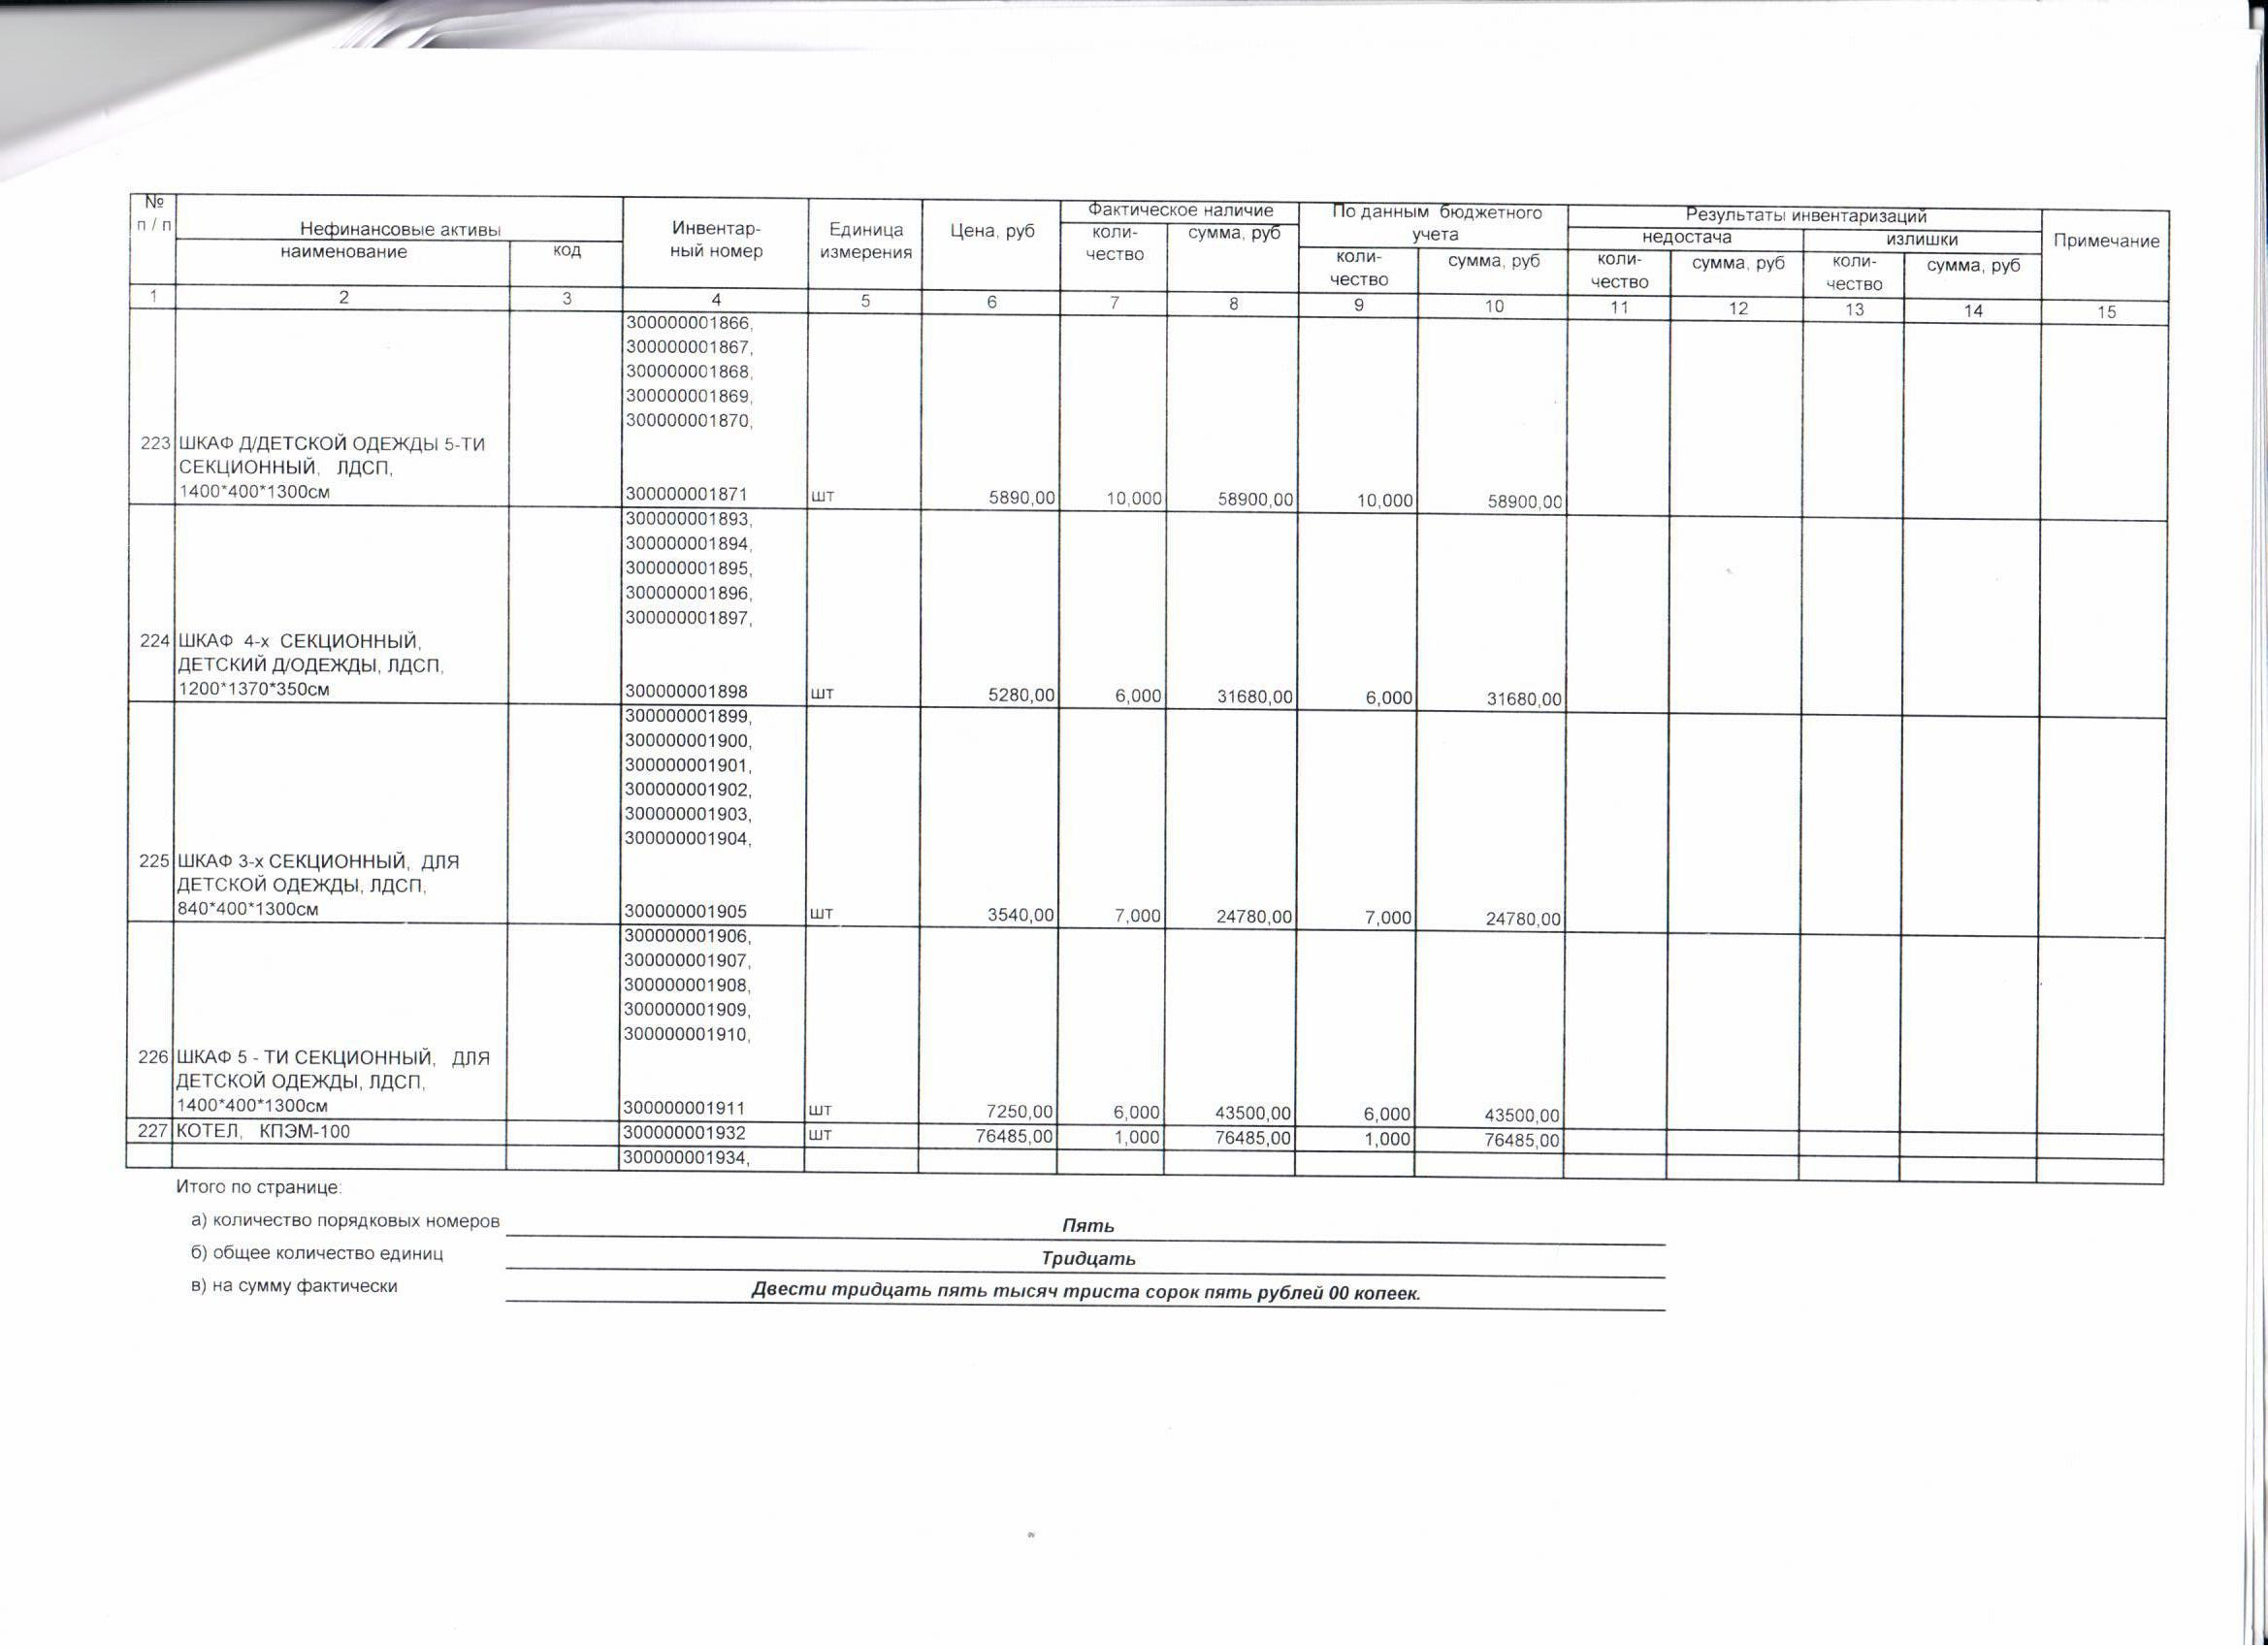 № п / п Нефинансовые активы Инвентар- ный номер Единица измерения Цена, руб Фактическое наличие По данным бюджетного учета Результаты инвентаризаций Примечание
наименование код коли- чество сумма, руб недостача излишки
коли- чество сумма, руб коли- чество сумма, руб коли- чество сумма, руб
1 2 3 4 5 6 7 8 9 10 11 12 13 14 15
300000001866,
300000001867,
300000001868,
300000001869,
300000001870,
223 ШКАФ Д/ДЕТСКОЙ ОДЕЖДЫ 5-ТИ
СЕКЦИОННЫЙ, ЛДСП,
1400*400*1300см 300000001871 шт 5890,00 10,000 58900,00 10,000 58900,00
300000001893,
300000001894,
300000001895,
300000001896,
300000001897,
224 ШКАФ 4-х СЕКЦИОННЫЙ,
ДЕТСКИЙ Д/ОДЕЖДЫ, ЛДСП,
1200*1370*350см 300000001898 шт 5280,00 6,000 31680,00 6,000 31680,00
300000001899,
300000001900,
300000001901,
300000001902,
300000001903,
300000001904,
225 ШКАФ 3-х СЕКЦИОННЫЙ, ДЛЯ
ДЕТСКОЙ ОДЕЖДЫ, ЛДСП,
840*400*1300см 300000001905 шт 3540,00 7,000 24780,00 7,000 24780,00
300000001906,
300000001907,
300000001908,
300000001909,
300000001910,
226 ШКАФ 5 - ТИ СЕКЦИОННЫЙ, ДЛЯ
ДЕТСКОЙ ОДЕЖДЫ, ЛДСП,
1400*400*1300см 300000001911 шт 7250,00 6,000 43500,00 6,000 43500,00
227 КОТЕЛ, КПЭМ-100 300000001932 шт 76485,00 1,000 76485,00 1,000 76485,00
300000001934,
Итого по странице:
а) количество порядковых номеров Пять
б) общее количество единиц Тридцать
в) на сумму фактически Двести тридцать пять тысяч триста сорок пять рублей 00 копеек.